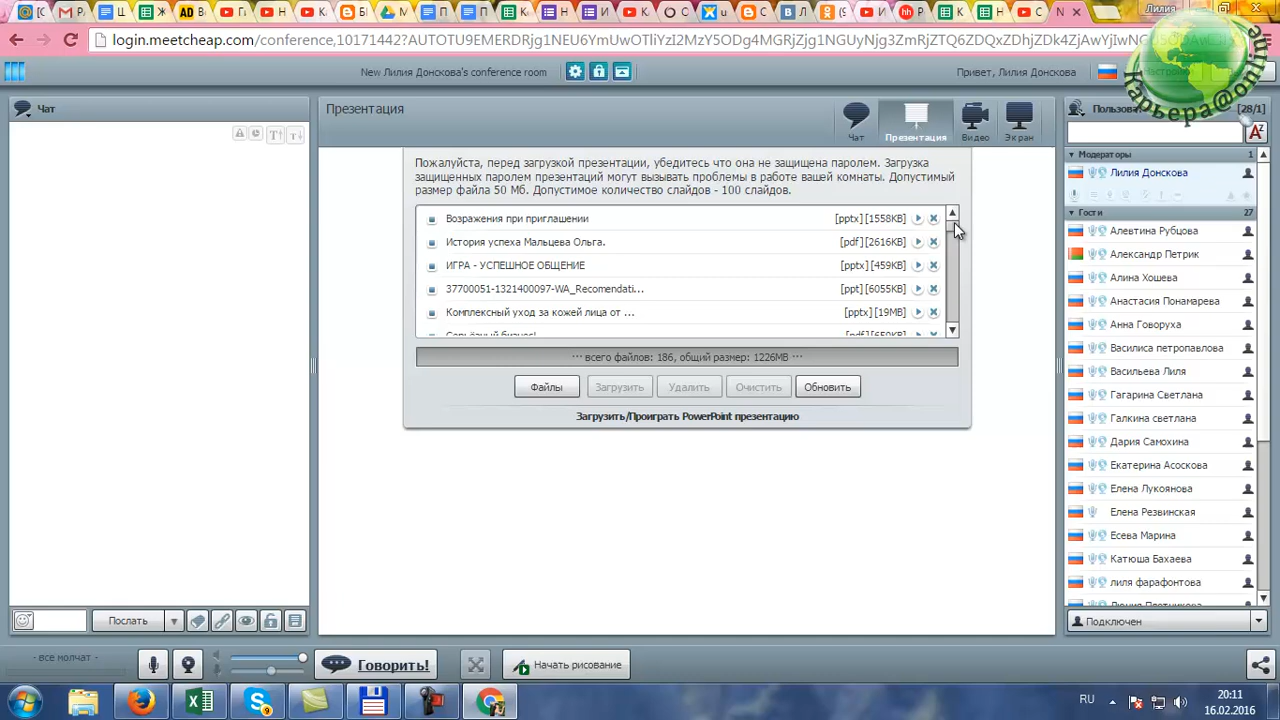 Лилия
login.meetcheap.com/conference,10171442?
New Лилия Донскова's conference room
Привет, Лилия Донскова
карьера@online
Чат
Презентация
Чат
Презентация
Видео
Экран
[28/1]
Пожалуйста, перед загрузкой презентации, убедитесь что она не защищена паролем. Загрузка
защищенных паролем презентаций могут вызывать проблемы в работе вашей комнаты. Допустимый
размер файла 50 Мб. Допустимое количество слайдов - 100 слайдов.
Возражения при приглашении [pptx][1558KB]
История успеха Мальцева Ольга. [pdf][2616KB]
ИГРА - УСПЕШНОЕ ОБЩЕНИЕ [pptx][459KB]
37700051-1321400097-WA_Recomendati... [ppt][6055KB]
Комплексный уход за кожей лица от ... [pptx][19MB]
··· всего файлов: 186, общий размер: 1226MB ···
Файлы
Загрузить
Удалить
Очистить
Обновить
Загрузить/Проиграть PowerPoint презентацию
Модераторы 1
Лилия Донскова
Гости 27
Алевтина Рубцова
Александр Петрик
Алина Хошева
Анастасия Понамарева
Анна Говоруха
Василиса петропавлова
Васильева Лиля
Гагарина Светлана
Галкина светлана
Дария Самохина
Екатерина Асоскова
Елена Лукоянова
Елена Резвинская
Есева Марина
Катюша Бахаева
лиля фарафонтова
Подключен
Послать
- все молчат -
Говорить!
Начать рисование
RU
20:11
16.02.2016